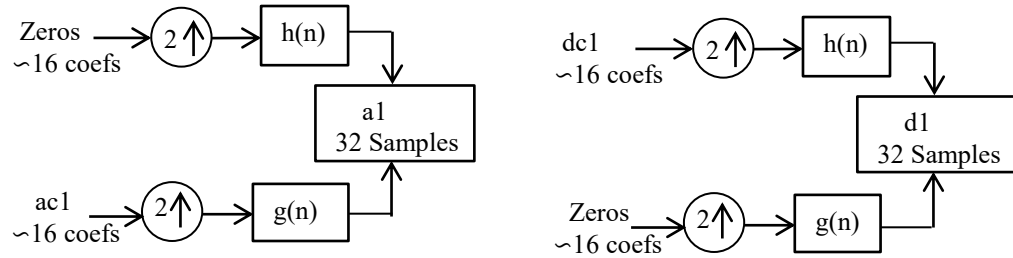 Zeros
∽16 coefs
2↑
h(n)
a1
32 Samples
ac1
∽16 coefs
2↑
g(n)
dc1
∽16 coefs
2↑
h(n)
d1
32 Samples
Zeros
∽16 coefs
2↑
g(n)